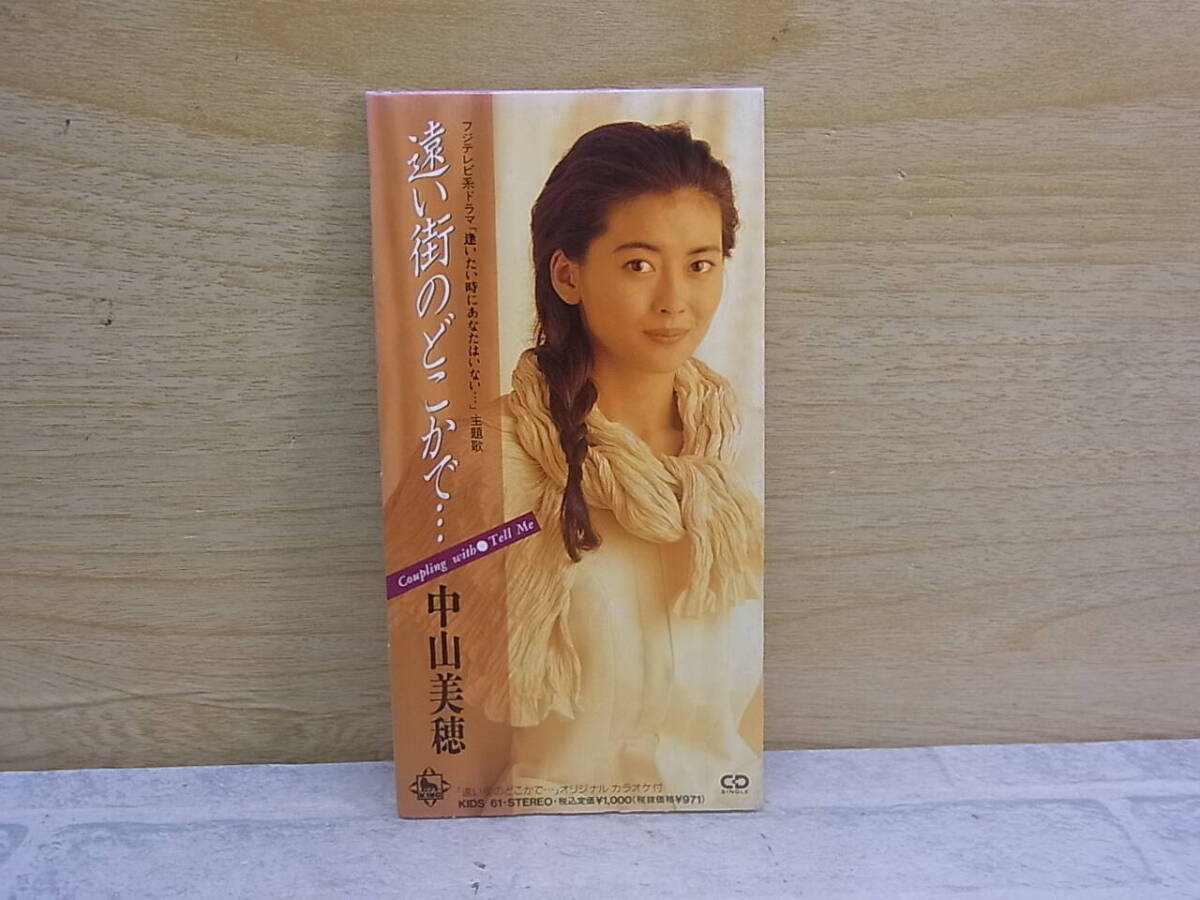 遠い街のどこかで…
フジテレビ系ドラマ「逢いたい時にあなたはいない…」主題歌
Coupling with●Tell Me
中山美穂
KING
「遠い街のどこかで…」オリジナル カラオケ付
KIDS 61・STEREO・税込定価¥1,000(税抜価格¥971)
CD
SINGLE